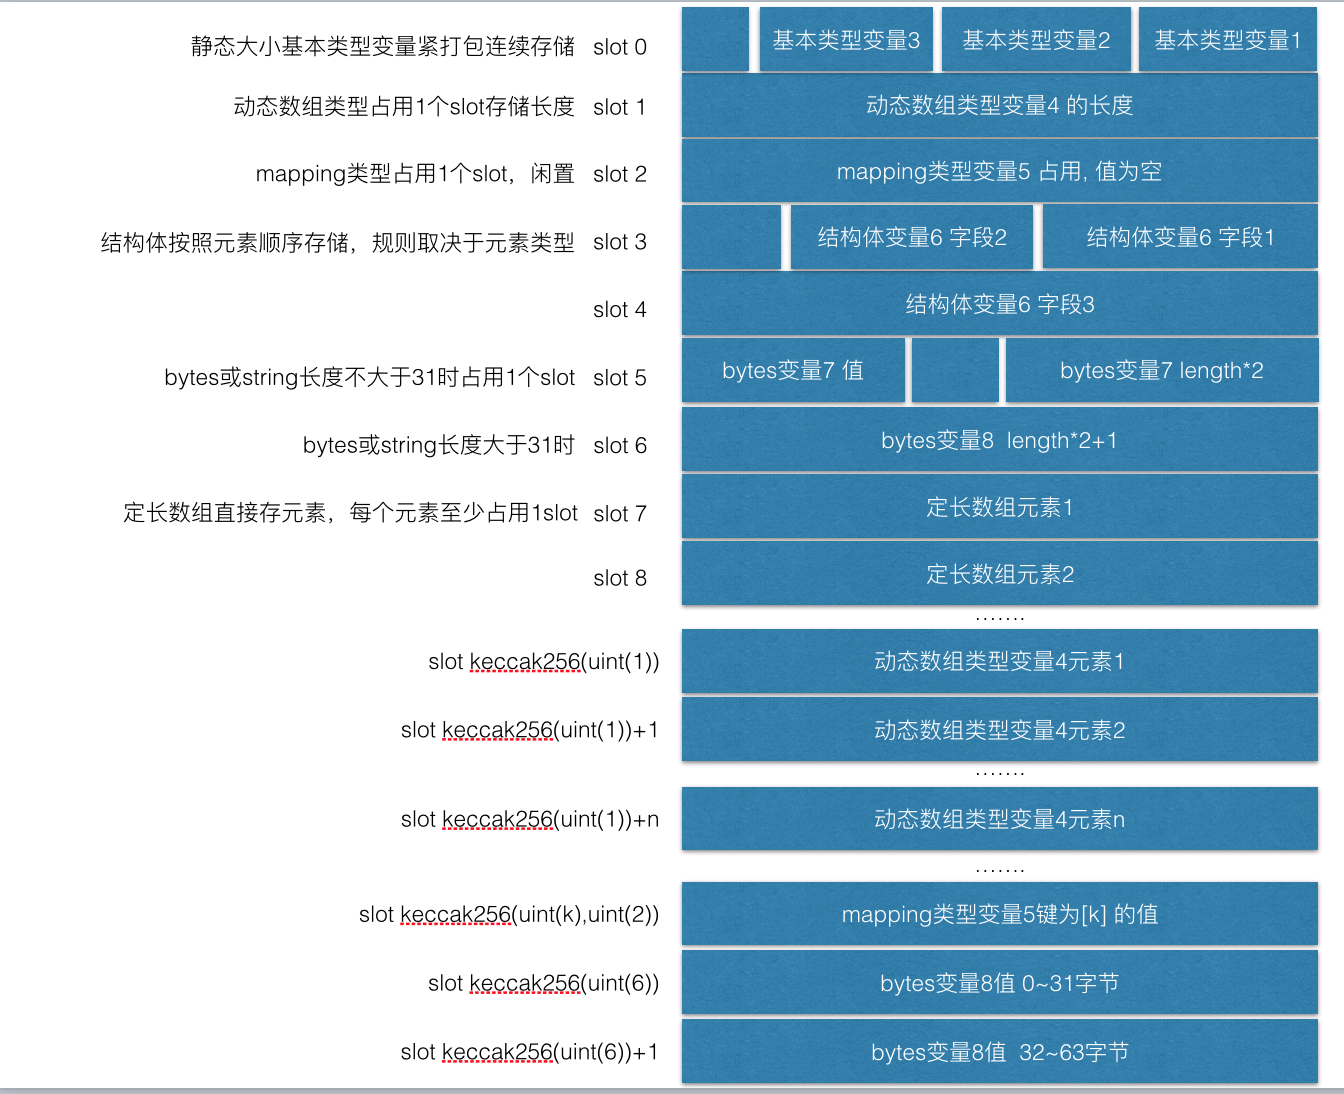 静态大小基本类型变量紧打包连续存储 slot 0 基本类型变量3 基本类型变量2 基本类型变量1
动态数组类型占用1个slot存储长度 slot 1 动态数组类型变量4 的长度
mapping类型占用1个slot，闲置 slot 2 mapping类型变量5 占用, 值为空
结构体按照元素顺序存储，规则取决于元素类型 slot 3 结构体变量6 字段2 结构体变量6 字段1
slot 4 结构体变量6 字段3
bytes或string长度不大于31时占用1个slot slot 5 bytes变量7 值 bytes变量7 length*2
bytes或string长度大于31时 slot 6 bytes变量8 length*2+1
定长数组直接存元素，每个元素至少占用1slot slot 7 定长数组元素1
slot 8 定长数组元素2
.......
slot keccak256(uint(1)) 动态数组类型变量4元素1
slot keccak256(uint(1))+1 动态数组类型变量4元素2
.......
slot keccak256(uint(1))+n 动态数组类型变量4元素n
.......
slot keccak256(uint(k),uint(2)) mapping类型变量5键为[k] 的值
slot keccak256(uint(6)) bytes变量8值 0~31字节
slot keccak256(uint(6))+1 bytes变量8值 32~63字节